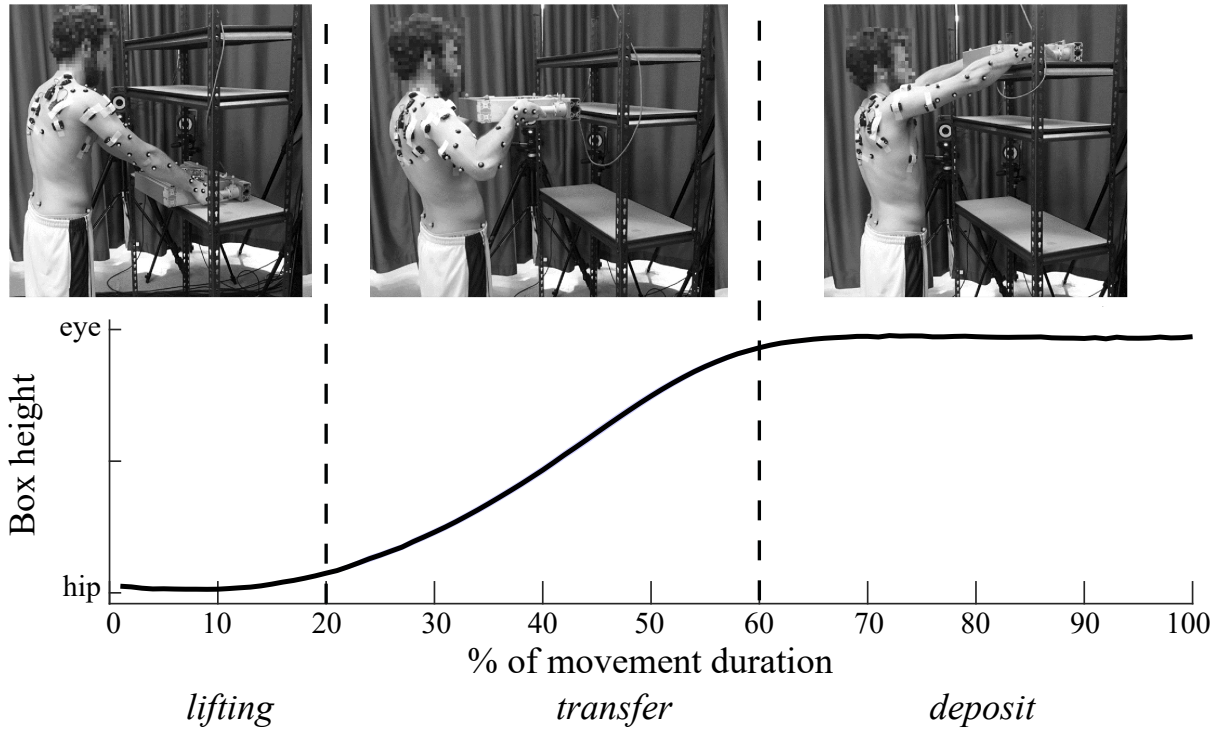 eye
Box height
hip
0 10 20 30 40 50 60 70 80 90 100
% of movement duration
lifting transfer deposit